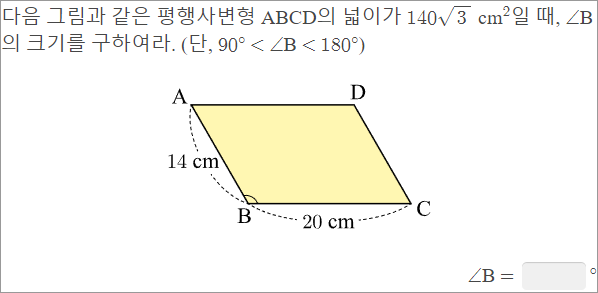 다음 그림과 같은 평행사변형 ABCD의 넓이가 140√3 cm²일 때, ∠B
의 크기를 구하여라. (단, 90° < ∠B < 180°)
A
D
14 cm
B
20 cm
C
∠B = °